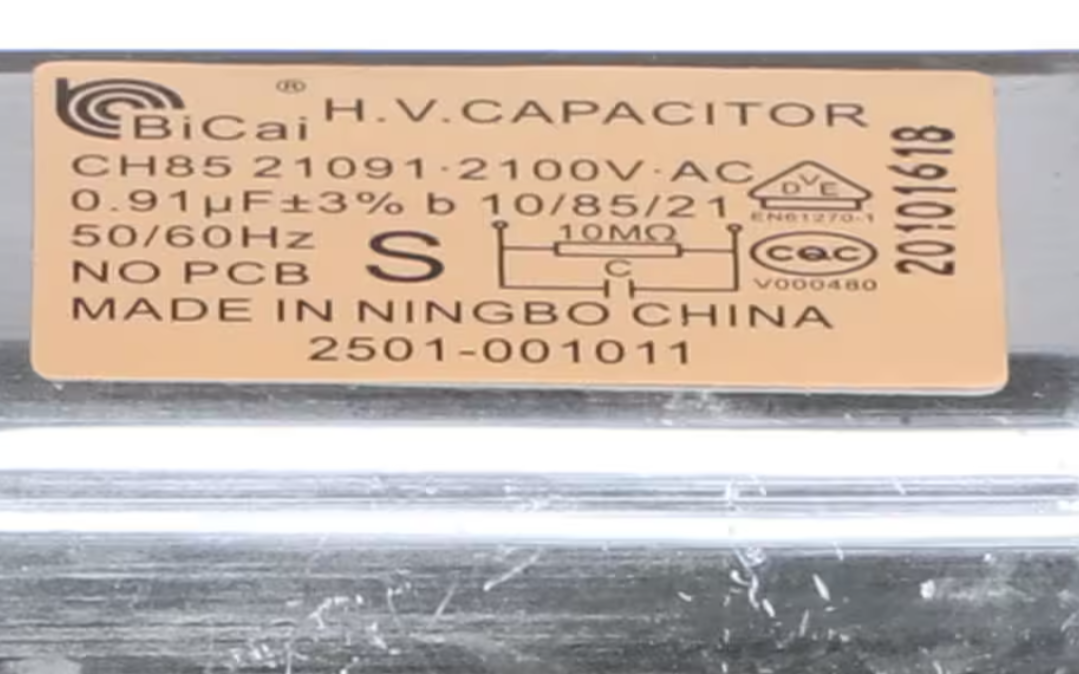 BiCai ® H.V.CAPACITOR
CH85 21091·2100V·AC
DVE
0.91µF±3% b 10/85/21
EN61270-1
50/60Hz
S
10MΩ
C
CQC
NO PCB
V000480
MADE IN NINGBO CHINA
2501-001011
20101618